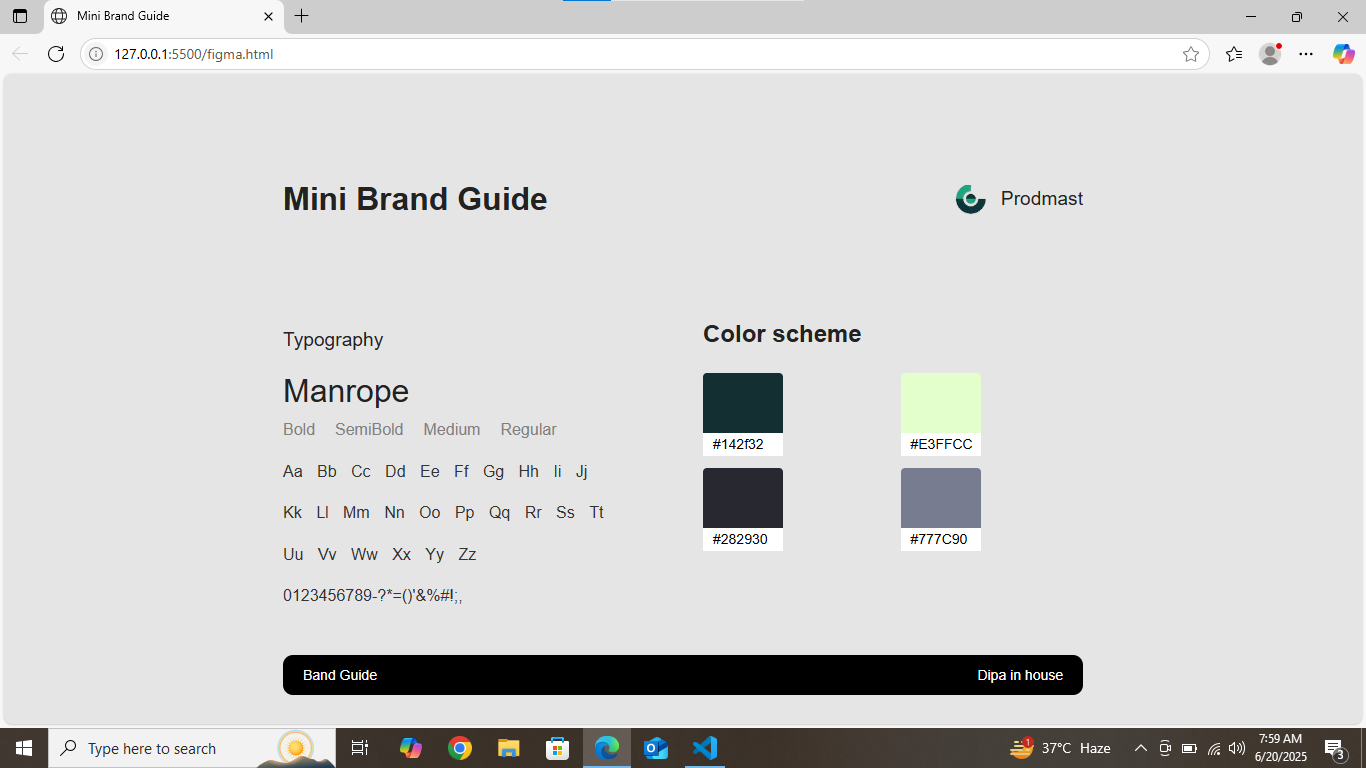 Mini Brand Guide
127.0.0.1:5500/figma.html
Mini Brand Guide
Prodmast
Typography
Color scheme
Manrope
Bold SemiBold Medium Regular
#142f32 #E3FFCC
Aa Bb Cc Dd Ee Ff Gg Hh Ii Jj
Kk Ll Mm Nn Oo Pp Qq Rr Ss Tt
#282930 #777C90
Uu Vv Ww Xx Yy Zz
0123456789-?*=()'&%#!;,
Band Guide Dipa in house
Type here to search
1
37°C Haze
7:59 AM
6/20/2025
3